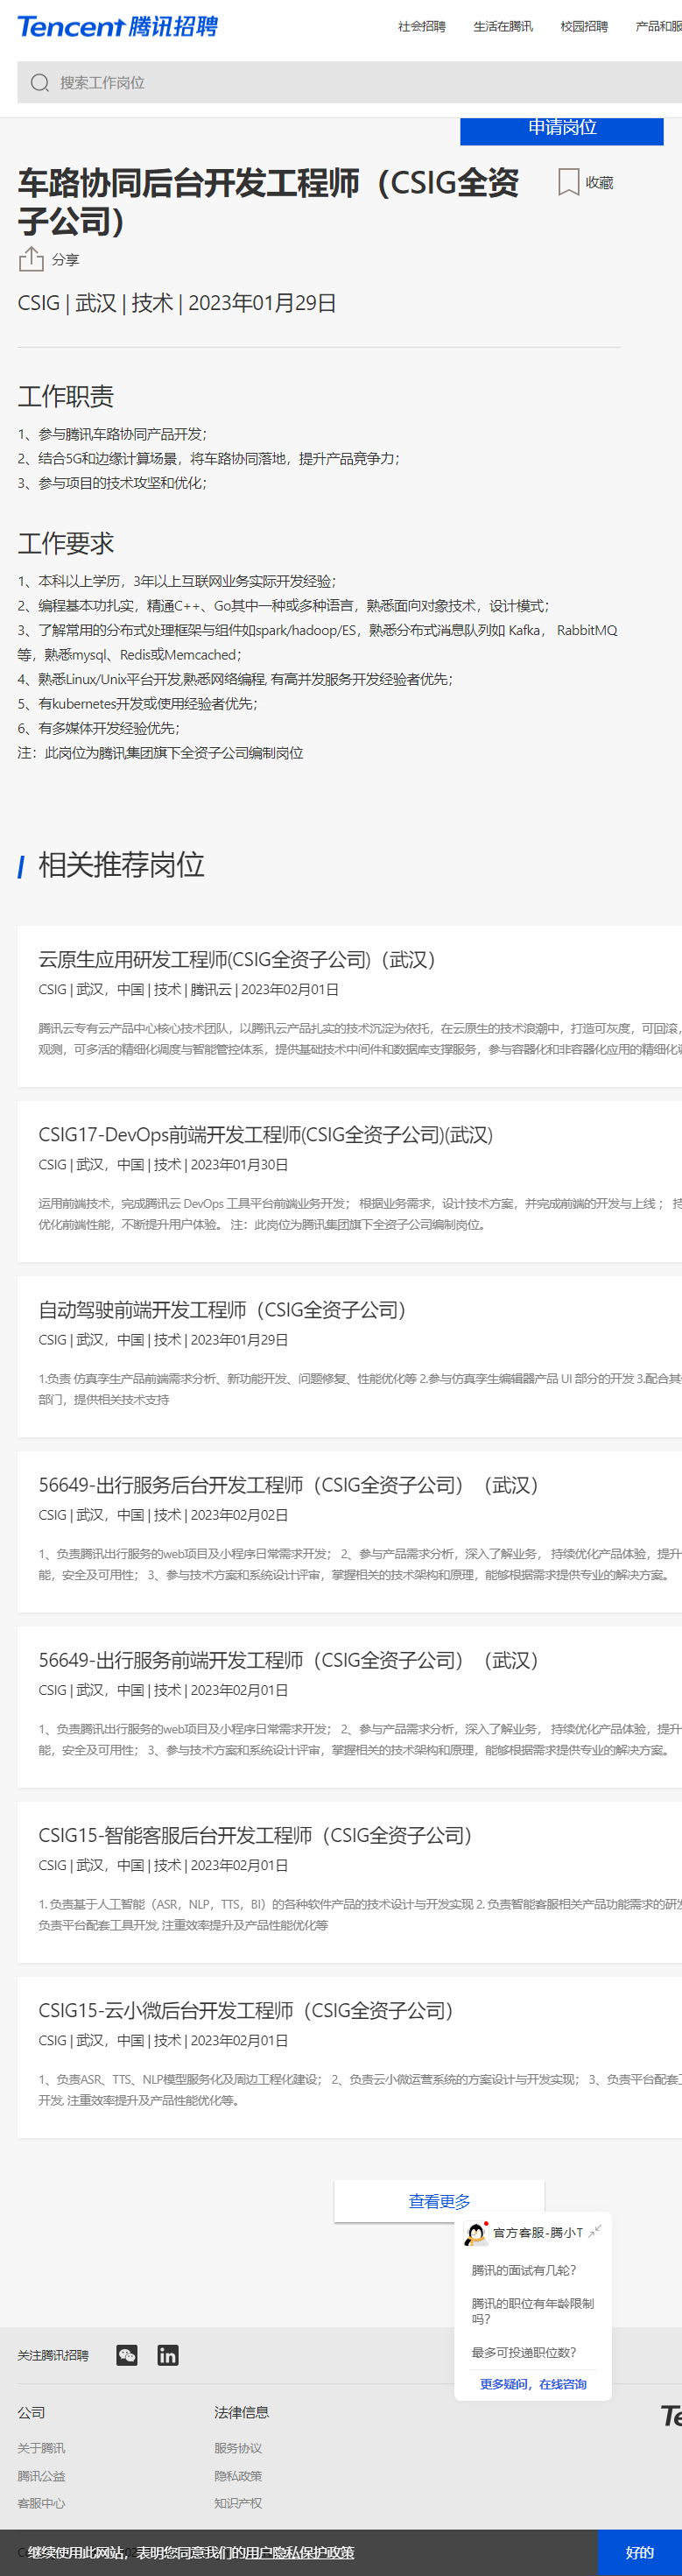 Tencent 腾讯招聘
社会招聘 生活在腾讯 校园招聘 产品和服
搜索工作岗位
申请岗位
车路协同后台开发工程师（CSIG全资
子公司）
收藏
分享
CSIG | 武汉 | 技术 | 2023年01月29日
工作职责
1、参与腾讯车路协同产品开发；
2、结合5G和边缘计算场景，将车路协同落地，提升产品竞争力；
3、参与项目的技术攻坚和优化；
工作要求
1、本科以上学历，3年以上互联网业务实际开发经验；
2、编程基本功扎实，精通C++、Go其中一种或多种语言，熟悉面向对象技术，设计模式；
3、了解常用的分布式处理框架与组件如spark/hadoop/ES，熟悉分布式消息队列如 Kafka， RabbitMQ
等，熟悉mysql、Redis或Memcached；
4、熟悉Linux/Unix平台开发,熟悉网络编程, 有高并发服务开发经验者优先；
5、有kubernetes开发或使用经验者优先；
6、有多媒体开发经验优先；
注：此岗位为腾讯集团旗下全资子公司编制岗位
相关推荐岗位
云原生应用研发工程师(CSIG全资子公司)（武汉）
CSIG | 武汉，中国 | 技术 | 腾讯云 | 2023年02月01日
腾讯云专有云产品中心核心技术团队，以腾讯云产品扎实的技术沉淀为依托，在云原生的技术浪潮中，打造可灰度，可回滚，
观测，可多活的精细化调度与智能管控体系，提供基础技术中间件和数据库支撑服务，参与容器化和非容器化应用的精细化
CSIG17-DevOps前端开发工程师(CSIG全资子公司)(武汉)
CSIG | 武汉，中国 | 技术 | 2023年01月30日
运用前端技术，完成腾讯云 DevOps 工具平台前端业务开发； 根据业务需求，设计技术方案，并完成前端的开发与上线 ； 持
优化前端性能，不断提升用户体验。 注：此岗位为腾讯集团旗下全资子公司编制岗位。
自动驾驶前端开发工程师（CSIG全资子公司）
CSIG | 武汉，中国 | 技术 | 2023年01月29日
1.负责 仿真孪生产品前端需求分析、新功能开发、问题修复、性能优化等 2.参与仿真孪生编辑器产品 UI 部分的开发 3.配合其
部门，提供相关技术支持
56649-出行服务后台开发工程师（CSIG全资子公司）（武汉）
CSIG | 武汉，中国 | 技术 | 2023年02月02日
1、负责腾讯出行服务的web项目及小程序日常需求开发； 2、参与产品需求分析，深入了解业务， 持续优化产品体验，提升
能，安全及可用性； 3、参与技术方案和系统设计评审，掌握相关的技术架构和原理，能够根据需求提供专业的解决方案。
56649-出行服务前端开发工程师（CSIG全资子公司）（武汉）
CSIG | 武汉，中国 | 技术 | 2023年02月01日
1、负责腾讯出行服务的web项目及小程序日常需求开发； 2、参与产品需求分析，深入了解业务， 持续优化产品体验，提升
能，安全及可用性； 3、参与技术方案和系统设计评审，掌握相关的技术架构和原理，能够根据需求提供专业的解决方案。
CSIG15-智能客服后台开发工程师（CSIG全资子公司）
CSIG | 武汉，中国 | 技术 | 2023年02月01日
1. 负责基于人工智能（ASR，NLP，TTS，BI）的各种软件产品的技术设计与开发实现 2. 负责智能客服相关产品功能需求的研发
负责平台配套工具开发, 注重效率提升及产品性能优化等
CSIG15-云小微后台开发工程师（CSIG全资子公司）
CSIG | 武汉，中国 | 技术 | 2023年02月01日
1、负责ASR、TTS、NLP模型服务化及周边工程化建设； 2、负责云小微运营系统的方案设计与开发实现； 3、负责平台配套工
开发, 注重效率提升及产品性能优化等。
查看更多
官方客服-腾小T
腾讯的面试有几轮?
腾讯的职位有年龄限制
吗?
最多可投递职位数?
更多疑问，在线咨询
关注腾讯招聘
公司 法律信息 Te
关于腾讯 服务协议
腾讯公益 隐私政策
客服中心 知识产权
继续使用此网站，表明您同意我们的用户隐私保护政策 好的